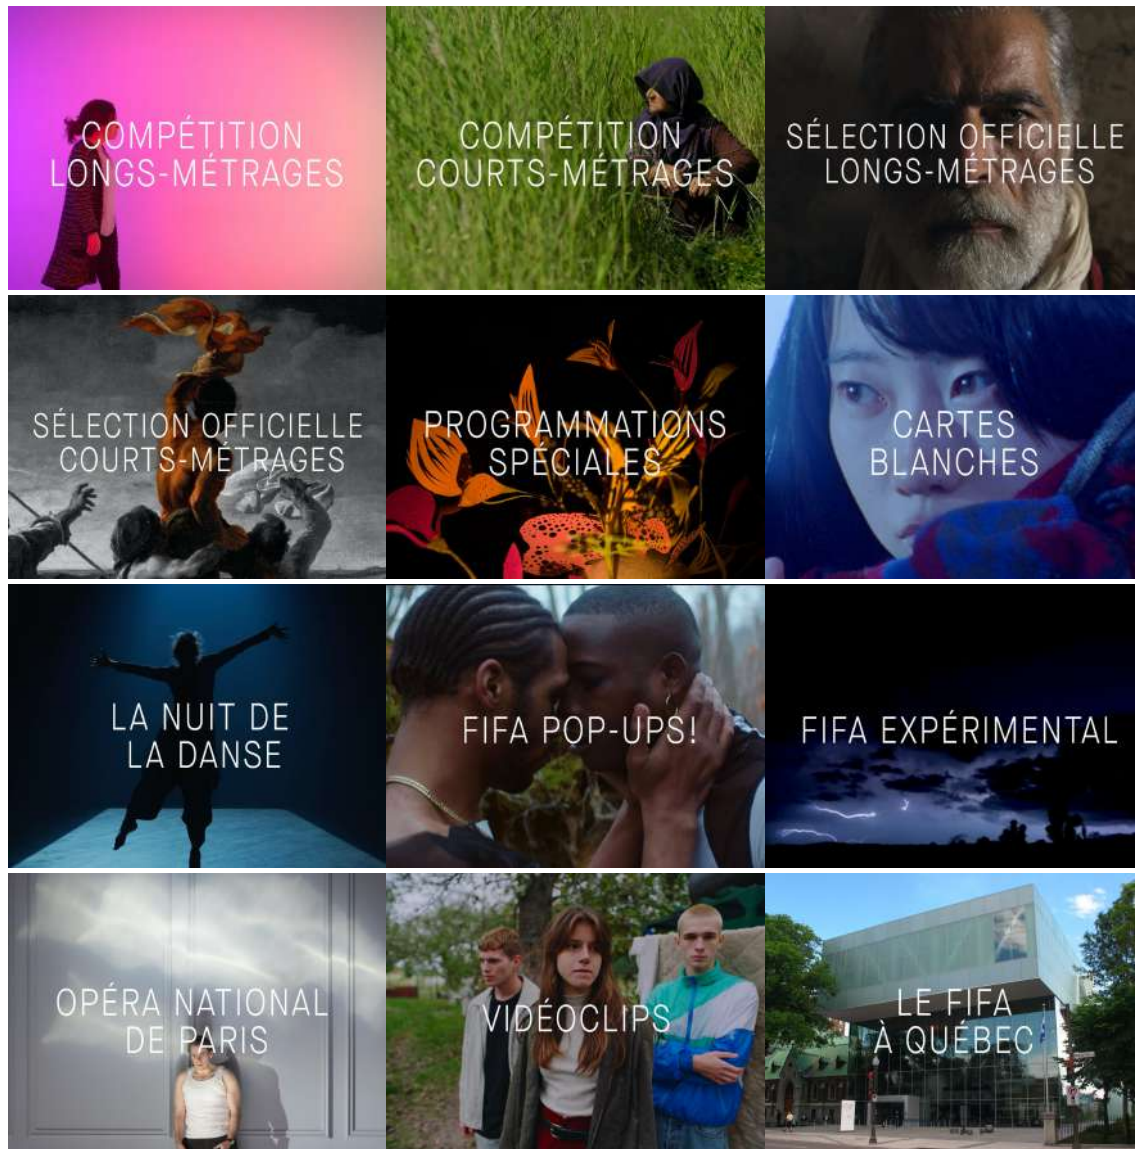 COMPÉTITION
LONGS-MÉTRAGES
COMPÉTITION
COURTS-MÉTRAGES
SÉLECTION OFFICIELLE
LONGS-MÉTRAGES
SÉLECTION OFFICIELLE
COURTS-MÉTRAGES
PROGRAMMATIONS
SPÉCIALES
CARTES
BLANCHES
LA NUIT DE
LA DANSE
FIFA POP-UPS!
FIFA EXPÉRIMENTAL
OPÉRA NATIONAL
DE PARIS
VIDÉOCLIPS
LE FIFA
À QUÉBEC